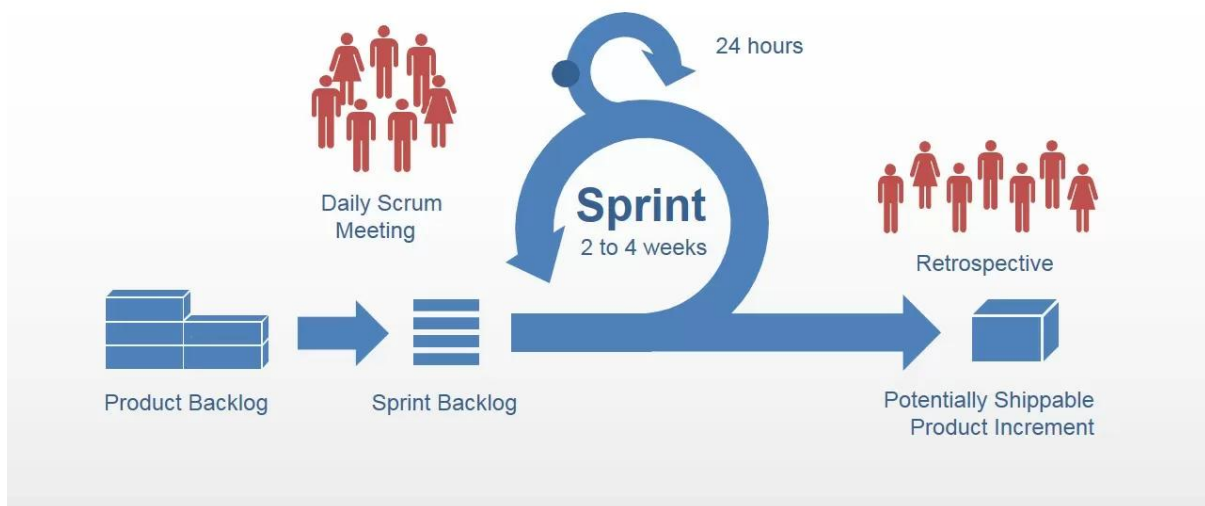 24 hours
Daily Scrum
Meeting
Sprint
2 to 4 weeks
Retrospective
Product Backlog
Sprint Backlog
Potentially Shippable
Product Increment